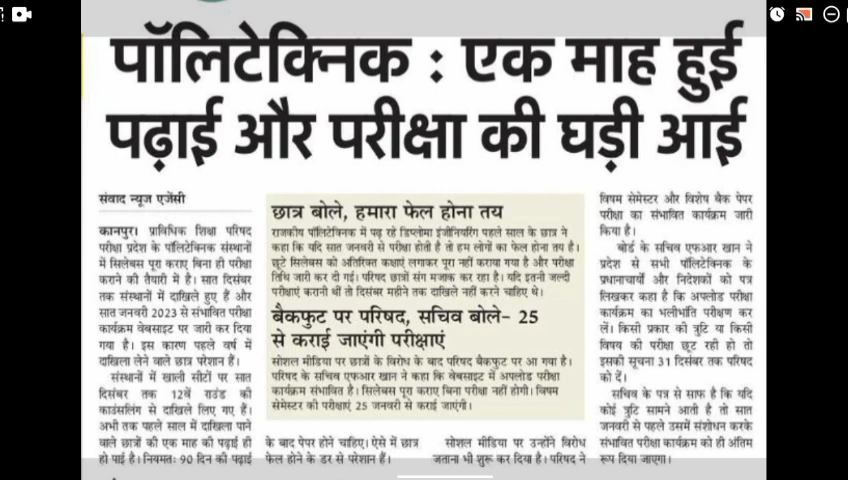 पॉलिटेक्निक : एक माह हुई
पढ़ाई और परीक्षा की घड़ी आई
संवाद न्यूज एजेंसी
कानपुर। प्राविधिक शिक्षा परिषद
परीक्षा प्रदेश के पॉलिटेक्निक संस्थानों
में सिलेबस पूरा कराए बिना ही परीक्षा
कराने की तैयारी में है। सात दिसंबर
तक संस्थानों में दाखिले हुए हैं और
सात जनवरी 2023 से संभावित परीक्षा
कार्यक्रम वेबसाइट पर जारी कर दिया
गया है। इस कारण पहले वर्ष में
दाखिला लेने वाले छात्र परेशान हैं।
संस्थानों में खाली सीटों पर सात
दिसंबर तक 12वें राउंड की
काउंसलिंग से दाखिले लिए गए हैं।
अभी तक पहले साल में दाखिला पाने
वाले छात्रों की एक माह की पढ़ाई ही
हो पाई है। नियमतः 90 दिन की पढ़ाई
छात्र बोले, हमारा फेल होना तय
राजकीय पॉलिटेक्निक में पढ़ रहे डिप्लोमा इंजीनियरिंग पहले साल के छात्र ने
कहा कि यदि सात जनवरी से परीक्षा होती है तो हम लोगों का फेल होना तय है।
छूटे सिलेबस को अतिरिक्त कक्षाएं लगाकर पूरा नहीं कराया गया है और परीक्षा
तिथि जारी कर दी गई। परिषद छात्रों संग मजाक कर रहा है। यदि इतनी जल्दी
परीक्षाएं करानी थीं तो दिसंबर महीने तक दाखिले नहीं करने चाहिए थे।
बैकफुट पर परिषद, सचिव बोले- 25
से कराई जाएंगी परीक्षाएं
सोशल मीडिया पर छात्रों के विरोध के बाद परिषद बैकफुट पर आ गया है।
परिषद के सचिव एफआर खान ने कहा कि वेबसाइट में अपलोड परीक्षा
कार्यक्रम संभावित है। सिलेबस पूरा कराए बिना परीक्षा नहीं होगी। विषम
सेमेस्टर की परीक्षाएं 25 जनवरी से कराई जाएंगी।
के बाद पेपर होने चाहिए। ऐसे में छात्र
फेल होने के डर से परेशान हैं।
सोशल मीडिया पर उन्होंने विरोध
जताना भी शुरू कर दिया है। परिषद ने
विषम सेमेस्टर और विशेष बैक पेपर
परीक्षा का संभावित कार्यक्रम जारी
किया है।
बोर्ड के सचिव एफआर खान ने
प्रदेश से सभी पॉलिटेक्निक के
प्रधानाचार्यों और निदेशकों को पत्र
लिखकर कहा है कि अपलोड परीक्षा
कार्यक्रम का भलीभांति परीक्षण कर
लें। किसी प्रकार की त्रुटि या किसी
विषय की परीक्षा छूट रही हो तो
इसकी सूचना 31 दिसंबर तक परिषद
को दें।
सचिव के पत्र से साफ है कि यदि
कोई त्रुटि सामने आती है तो सात
जनवरी से पहले उसमें संशोधन करके
संभावित परीक्षा कार्यक्रम को ही अंतिम
रूप दिया जाएगा।